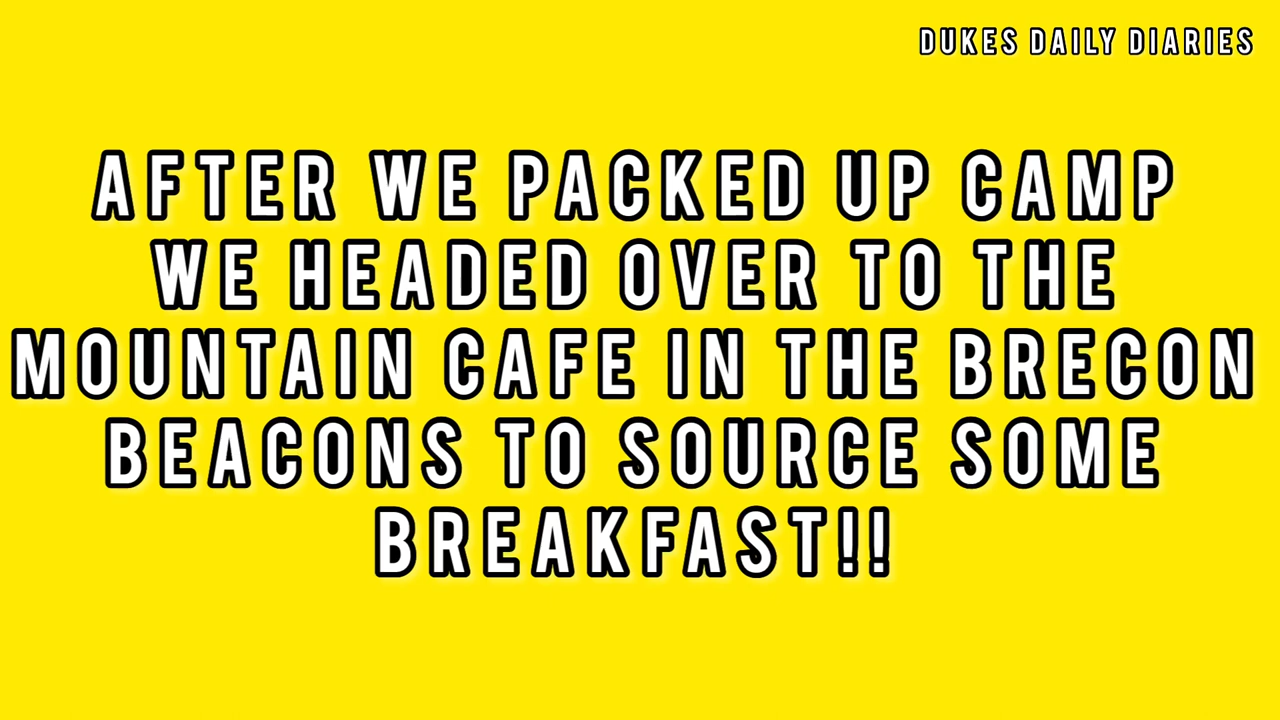 DUKES DAILY DIARIES
AFTER WE PACKED UP CAMP
WE HEADED OVER TO THE
MOUNTAIN CAFE IN THE BRECON
BEACONS TO SOURCE SOME
BREAKFAST!!